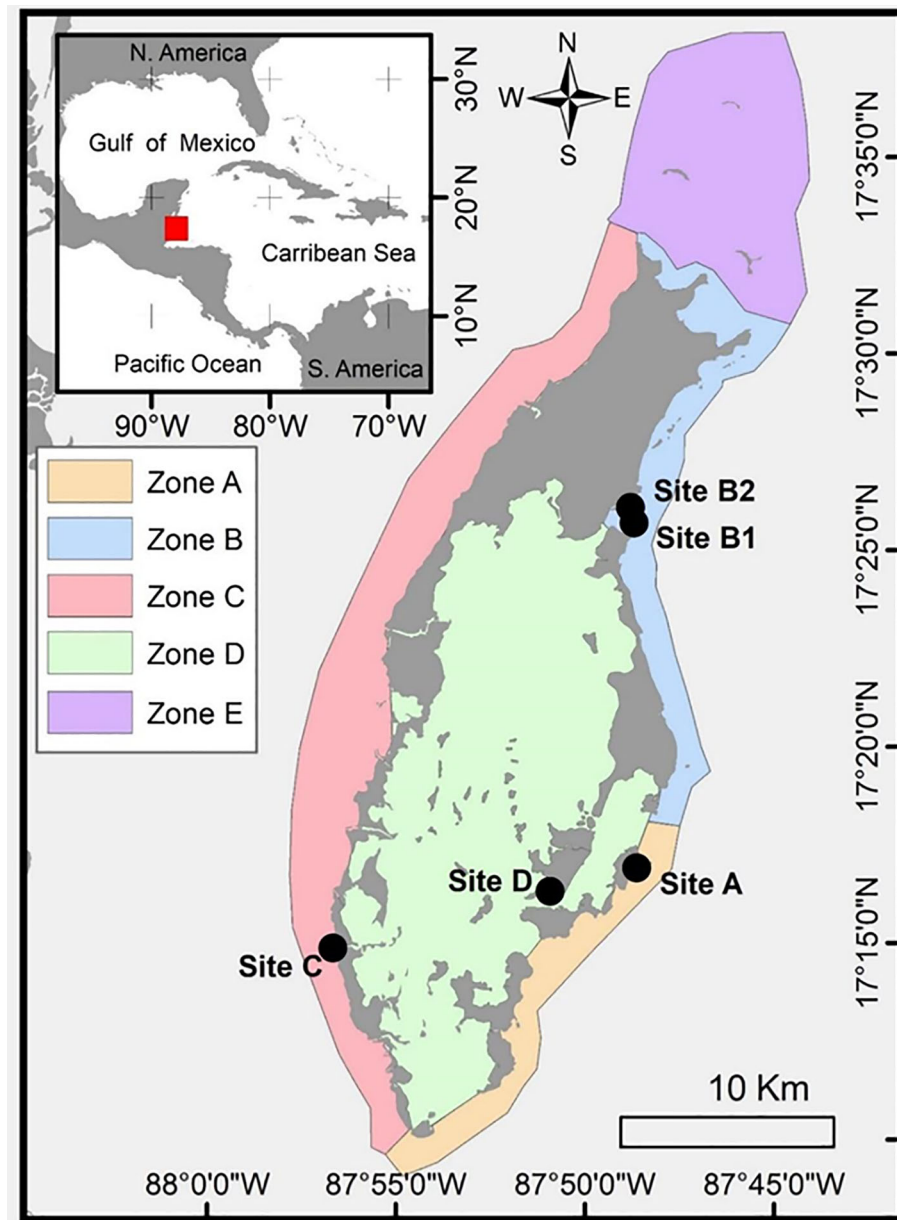 N. America
Gulf of Mexico
Carribean Sea
Pacific Ocean
S. America
30°N
20°N
10°N
90°W 80°W 70°W
N
W E
S
Zone A
Zone B
Zone C
Zone D
Zone E
Site B2
Site B1
Site D
Site A
Site C
17°35'0"N
17°30'0"N
17°25'0"N
17°20'0"N
17°15'0"N
10 Km
88°0'0"W 87°55'0"W 87°50'0"W 87°45'0"W